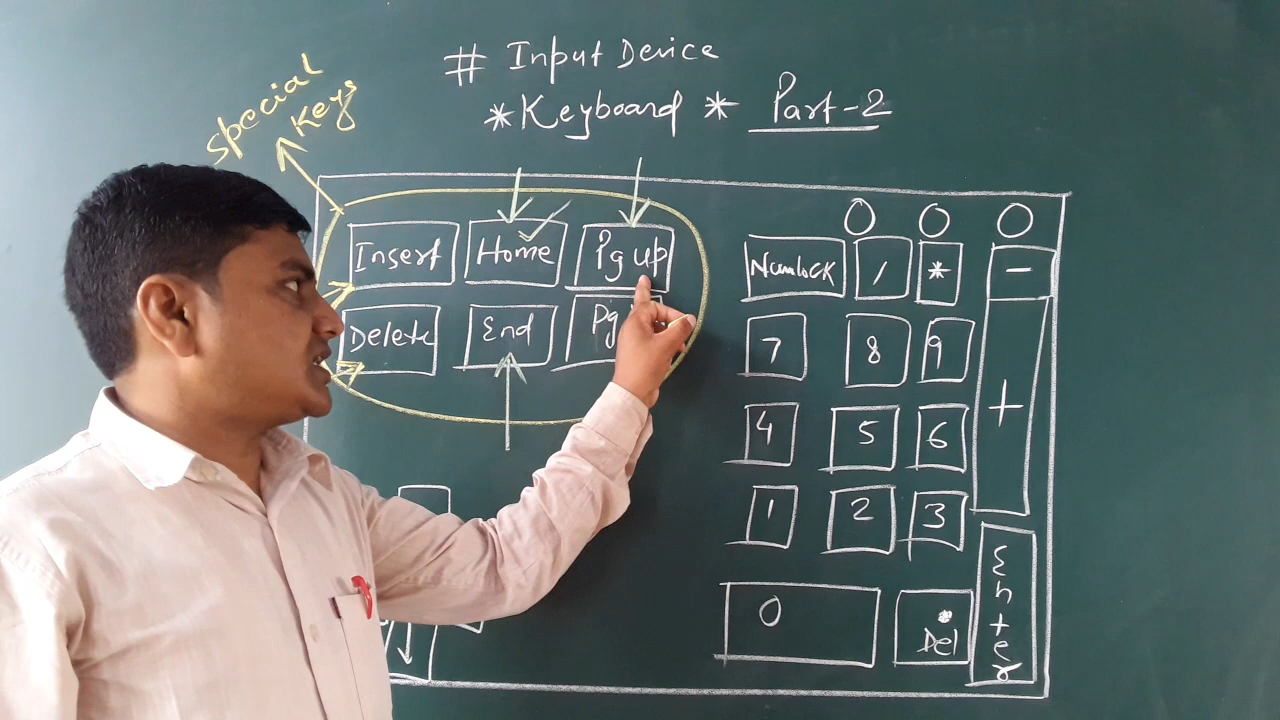 # Input Device
*Keyboard * Part-2
Special
Keys
Insert Home Pg up
Delete End Pg
Numlock / * -
7 8 9 +
4 5 6
1 2 3
0 . Del
Enter